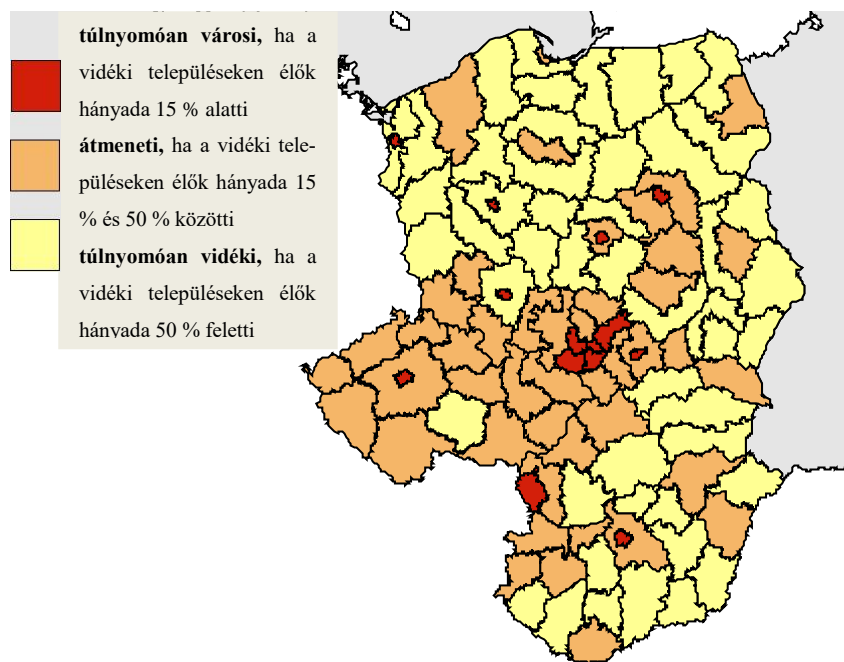 túlnyomóan városi, ha a
vidéki településeken élők
hányada 15 % alatti
átmeneti, ha a vidéki tele-
püléseken élők hányada 15
% és 50 % közötti
túlnyomóan vidéki, ha a
vidéki településeken élők
hányada 50 % feletti